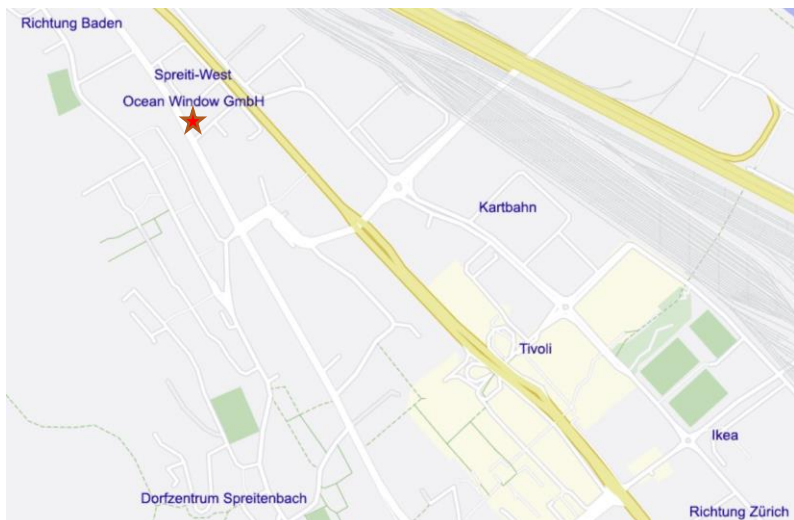 Richtung Baden
Spreiti-West
Ocean Window GmbH
Kartbahn
Tivoli
Ikea
Dorfzentrum Spreitenbach
Richtung Zürich